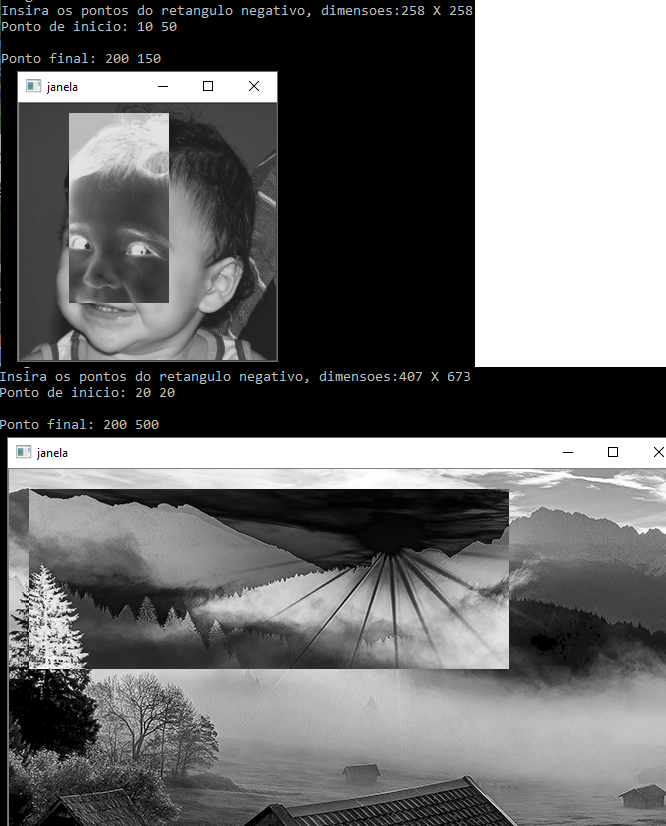 Insira os pontos do retangulo negativo, dimensoes:258 X 258
Ponto de inicio: 10 50
Ponto final: 200 150
janela
Insira os pontos do retangulo negativo, dimensoes:407 X 673
Ponto de inicio: 20 20
Ponto final: 200 500
janela